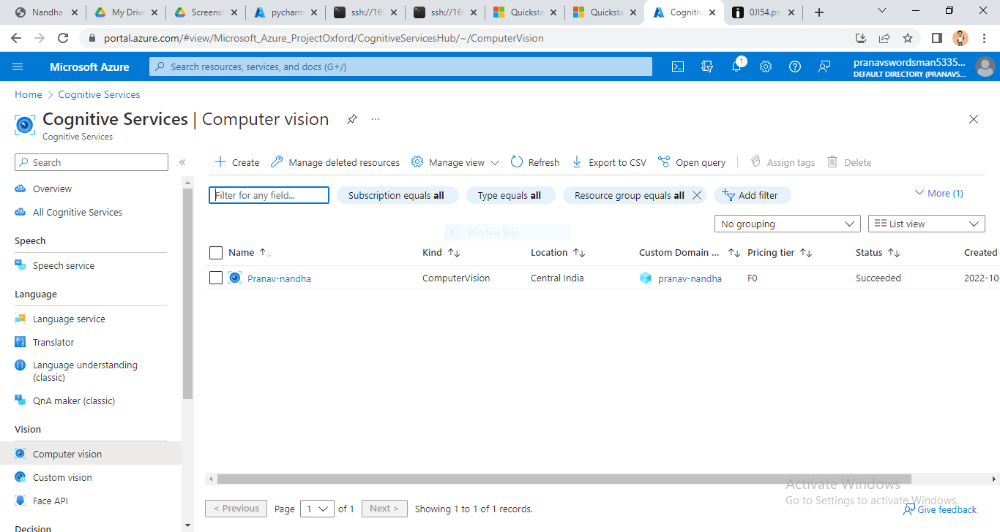 Nandha
My Drive
Screensh
pycharm
ssh://169
ssh://169
Quicksta
Quicksta
Cognitiv
0JI54.pn
portal.azure.com/#view/Microsoft_Azure_ProjectOxford/CognitiveServicesHub/~/ComputerVision
Microsoft Azure
Search resources, services, and docs (G+/)
1
pranavswordsman5335...
DEFAULT DIRECTORY (PRANAVS...
Home > Cognitive Services
Cognitive Services | Computer vision
...
Cognitive Services
Search
«
Create
Manage deleted resources
Manage view
Refresh
Export to CSV
Open query
Assign tags
Delete
Overview
All Cognitive Services
Speech
Speech service
Language
Language service
Translator
Language understanding
(classic)
QnA maker (classic)
Vision
Computer vision
Custom vision
Face API
Decision
Filter for any field...
Subscription equals all
Type equals all
Resource group equals all
Add filter
More (1)
No grouping
List view
Window Snip
Name Kind Location Custom Domain ... Pricing tier Status Created
Pranav-nandha ComputerVision Central India pranav-nandha F0 Succeeded 2022-10-
Activate Windows
Go to Settings to activate Windows.
< Previous Page 1 of 1 Next > Showing 1 to 1 of 1 records.
Give feedback